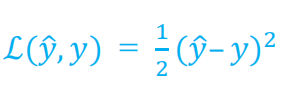 ℒ(ŷ, y) = 1/2 (ŷ – y)²